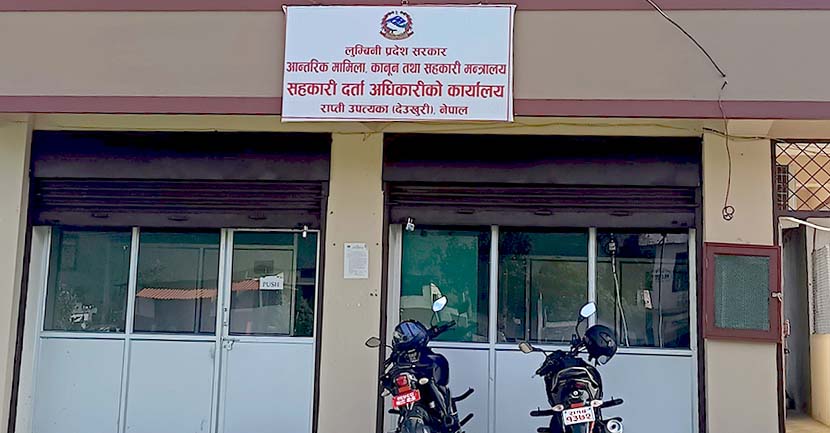 लुम्बिनी प्रदेश सरकार
आन्तरिक मामिला, कानून तथा सहकारी मन्त्रालय
सहकारी दर्ता अधिकारीको कार्यालय
राप्ती उपत्यका (देउखुरी), नेपाल
PUSH